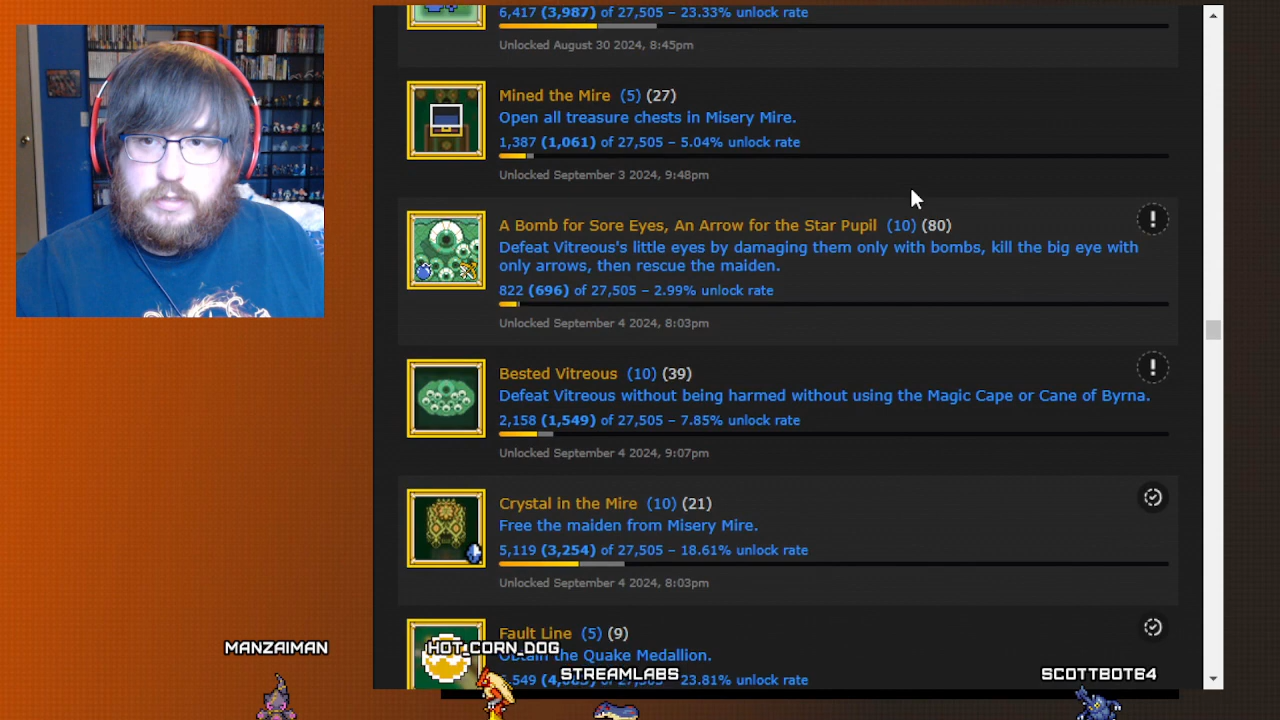 6,417 (3,987) of 27,505 – 23.33% unlock rate
Unlocked August 30 2024, 8:45pm
Mined the Mire (5) (27)
Open all treasure chests in Misery Mire.
1,387 (1,061) of 27,505 – 5.04% unlock rate
Unlocked September 3 2024, 9:48pm
A Bomb for Sore Eyes, An Arrow for the Star Pupil (10) (80)
Defeat Vitreous's little eyes by damaging them only with bombs, kill the big eye with
only arrows, then rescue the maiden.
822 (696) of 27,505 – 2.99% unlock rate
Unlocked September 4 2024, 8:03pm
Bested Vitreous (10) (39)
Defeat Vitreous without being harmed without using the Magic Cape or Cane of Byrna.
2,158 (1,549) of 27,505 – 7.85% unlock rate
Unlocked September 4 2024, 9:07pm
Crystal in the Mire (10) (21)
Free the maiden from Misery Mire.
5,119 (3,254) of 27,505 – 18.61% unlock rate
Unlocked September 4 2024, 8:03pm
Fault Line (5) (9)
the Quake Medallion.
of 27,505 – 23.81% unlock rate
MANZAIMAN
HOT_CORN_DOG
STREAMLABS
SCOTTBOT64